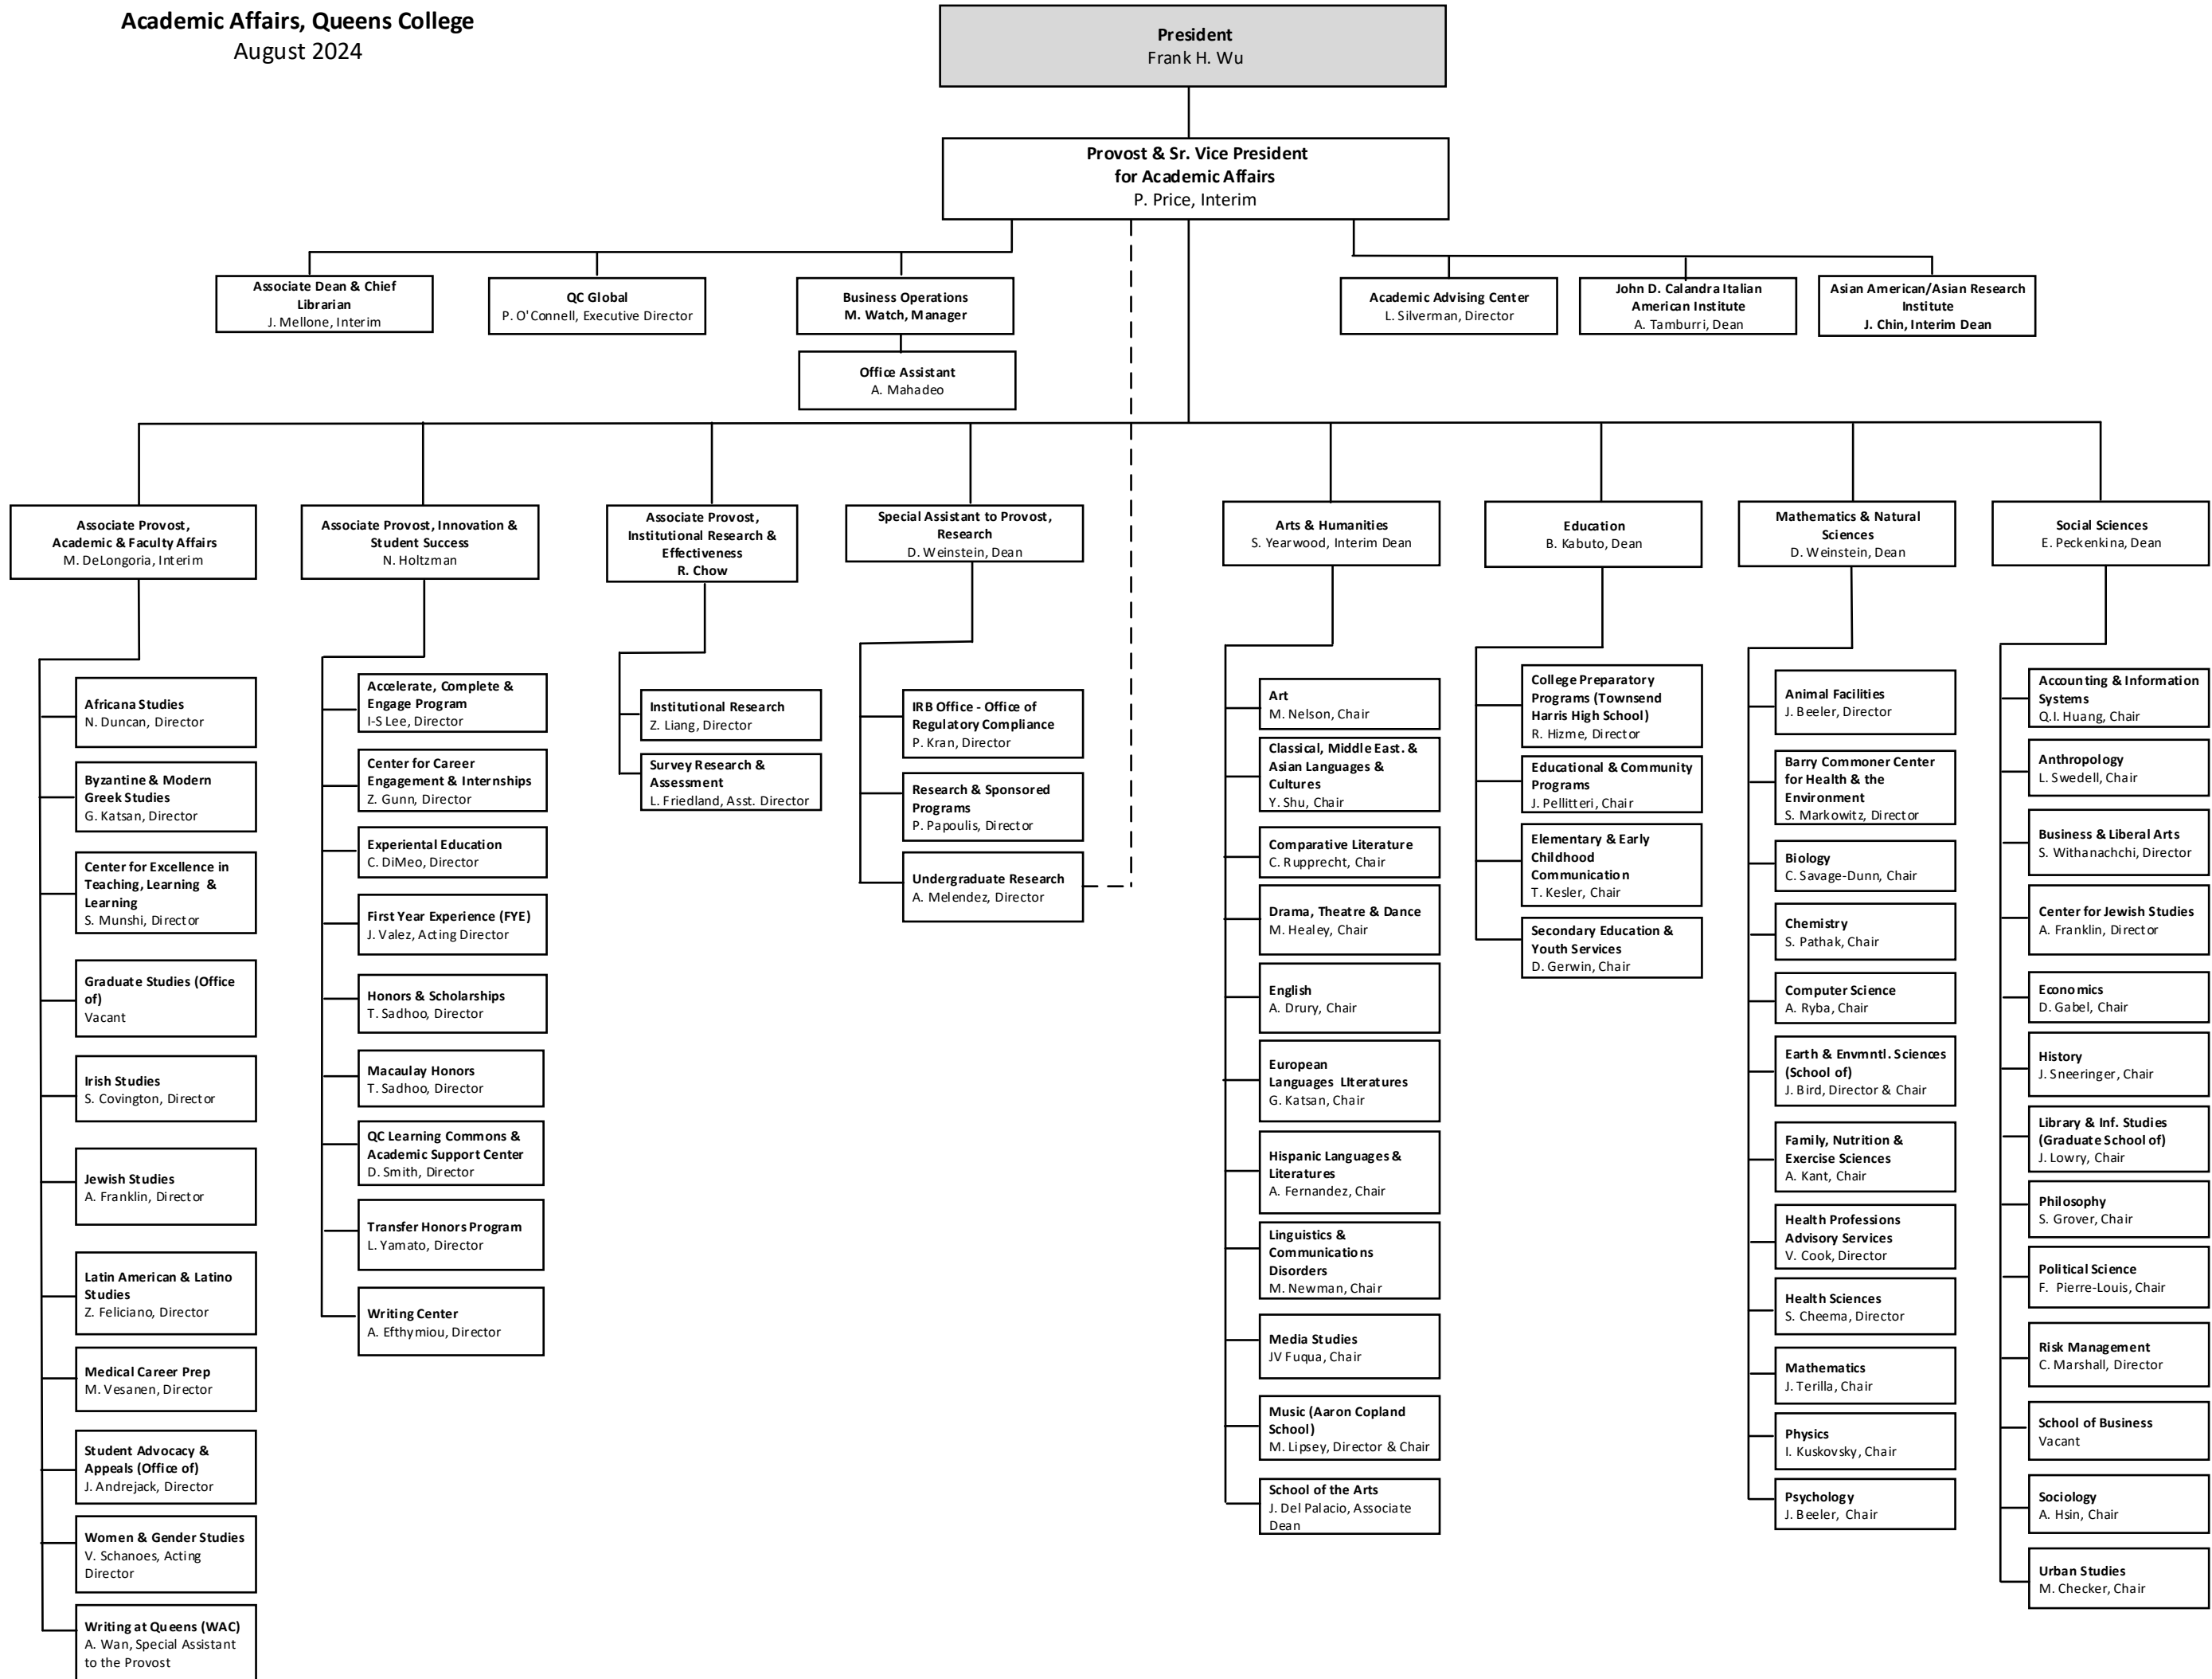 Academic Affairs, Queens College
August 2024
President
Frank H. Wu
Provost & Sr. Vice President
for Academic Affairs
P. Price, Interim
Associate Dean & Chief
Librarian
J. Mellone, Interim
QC Global
P. O'Connell, Executive Director
Business Operations
M. Watch, Manager
Office Assistant
A. Mahadeo
Academic Advising Center
L. Silverman, Director
John D. Calandra Italian
American Institute
A. Tamburri, Dean
Asian American/Asian Research
Institute
J. Chin, Interim Dean
Associate Provost,
Academic & Faculty Affairs
M. DeLongoria, Interim
Associate Provost, Innovation &
Student Success
N. Holtzman
Associate Provost,
Institutional Research &
Effectiveness
R. Chow
Special Assistant to Provost,
Research
D. Weinstein, Dean
Arts & Humanities
S. Yearwood, Interim Dean
Education
B. Kabuto, Dean
Mathematics & Natural
Sciences
D. Weinstein, Dean
Social Sciences
E. Peckenkina, Dean
Africana Studies
N. Duncan, Director
Byzantine & Modern
Greek Studies
G. Katsan, Director
Center for Excellence in
Teaching, Learning &
Learning
S. Munshi, Director
Graduate Studies (Office
of)
Vacant
Irish Studies
S. Covington, Director
Jewish Studies
A. Franklin, Director
Latin American & Latino
Studies
Z. Feliciano, Director
Medical Career Prep
M. Vesanen, Director
Student Advocacy &
Appeals (Office of)
J. Andrejack, Director
Women & Gender Studies
V. Schanoes, Acting
Director
Writing at Queens (WAC)
A. Wan, Special Assistant
to the Provost
Accelerate, Complete &
Engage Program
I-S Lee, Director
Center for Career
Engagement & Internships
Z. Gunn, Director
Experiental Education
C. DiMeo, Director
First Year Experience (FYE)
J. Valez, Acting Director
Honors & Scholarships
T. Sadhoo, Director
Macaulay Honors
T. Sadhoo, Director
QC Learning Commons &
Academic Support Center
D. Smith, Director
Transfer Honors Program
L. Yamato, Director
Writing Center
A. Efthymiou, Director
Institutional Research
Z. Liang, Director
Survey Research &
Assessment
L. Friedland, Asst. Director
IRB Office - Office of
Regulatory Compliance
P. Kran, Director
Research & Sponsored
Programs
P. Papoulis, Director
Undergraduate Research
A. Melendez, Director
Art
M. Nelson, Chair
Classical, Middle East. &
Asian Languages &
Cultures
Y. Shu, Chair
Comparative Literature
C. Rupprecht, Chair
Drama, Theatre & Dance
M. Healey, Chair
English
A. Drury, Chair
European
Languages LIteratures
G. Katsan, Chair
Hispanic Languages &
Literatures
A. Fernandez, Chair
Linguistics &
Communications
Disorders
M. Newman, Chair
Media Studies
JV Fuqua, Chair
Music (Aaron Copland
School)
M. Lipsey, Director & Chair
School of the Arts
J. Del Palacio, Associate
Dean
College Preparatory
Programs (Townsend
Harris High School)
R. Hizme, Director
Educational & Community
Programs
J. Pellitteri, Chair
Elementary & Early
Childhood
Communication
T. Kesler, Chair
Secondary Education &
Youth Services
D. Gerwin, Chair
Animal Facilities
J. Beeler, Director
Barry Commoner Center
for Health & the
Environment
S. Markowitz, Director
Biology
C. Savage-Dunn, Chair
Chemistry
S. Pathak, Chair
Computer Science
A. Ryba, Chair
Earth & Envmntl. Sciences
(School of)
J. Bird, Director & Chair
Family, Nutrition &
Exercise Sciences
A. Kant, Chair
Health Professions
Advisory Services
V. Cook, Director
Health Sciences
S. Cheema, Director
Mathematics
J. Terilla, Chair
Physics
I. Kuskovsky, Chair
Psychology
J. Beeler, Chair
Accounting & Information
Systems
Q.I. Huang, Chair
Anthropology
L. Swedell, Chair
Business & Liberal Arts
S. Withanachchi, Director
Center for Jewish Studies
A. Franklin, Director
Economics
D. Gabel, Chair
History
J. Sneeringer, Chair
Library & Inf. Studies
(Graduate School of)
J. Lowry, Chair
Philosophy
S. Grover, Chair
Political Science
F. Pierre-Louis, Chair
Risk Management
C. Marshall, Director
School of Business
Vacant
Sociology
A. Hsin, Chair
Urban Studies
M. Checker, Chair